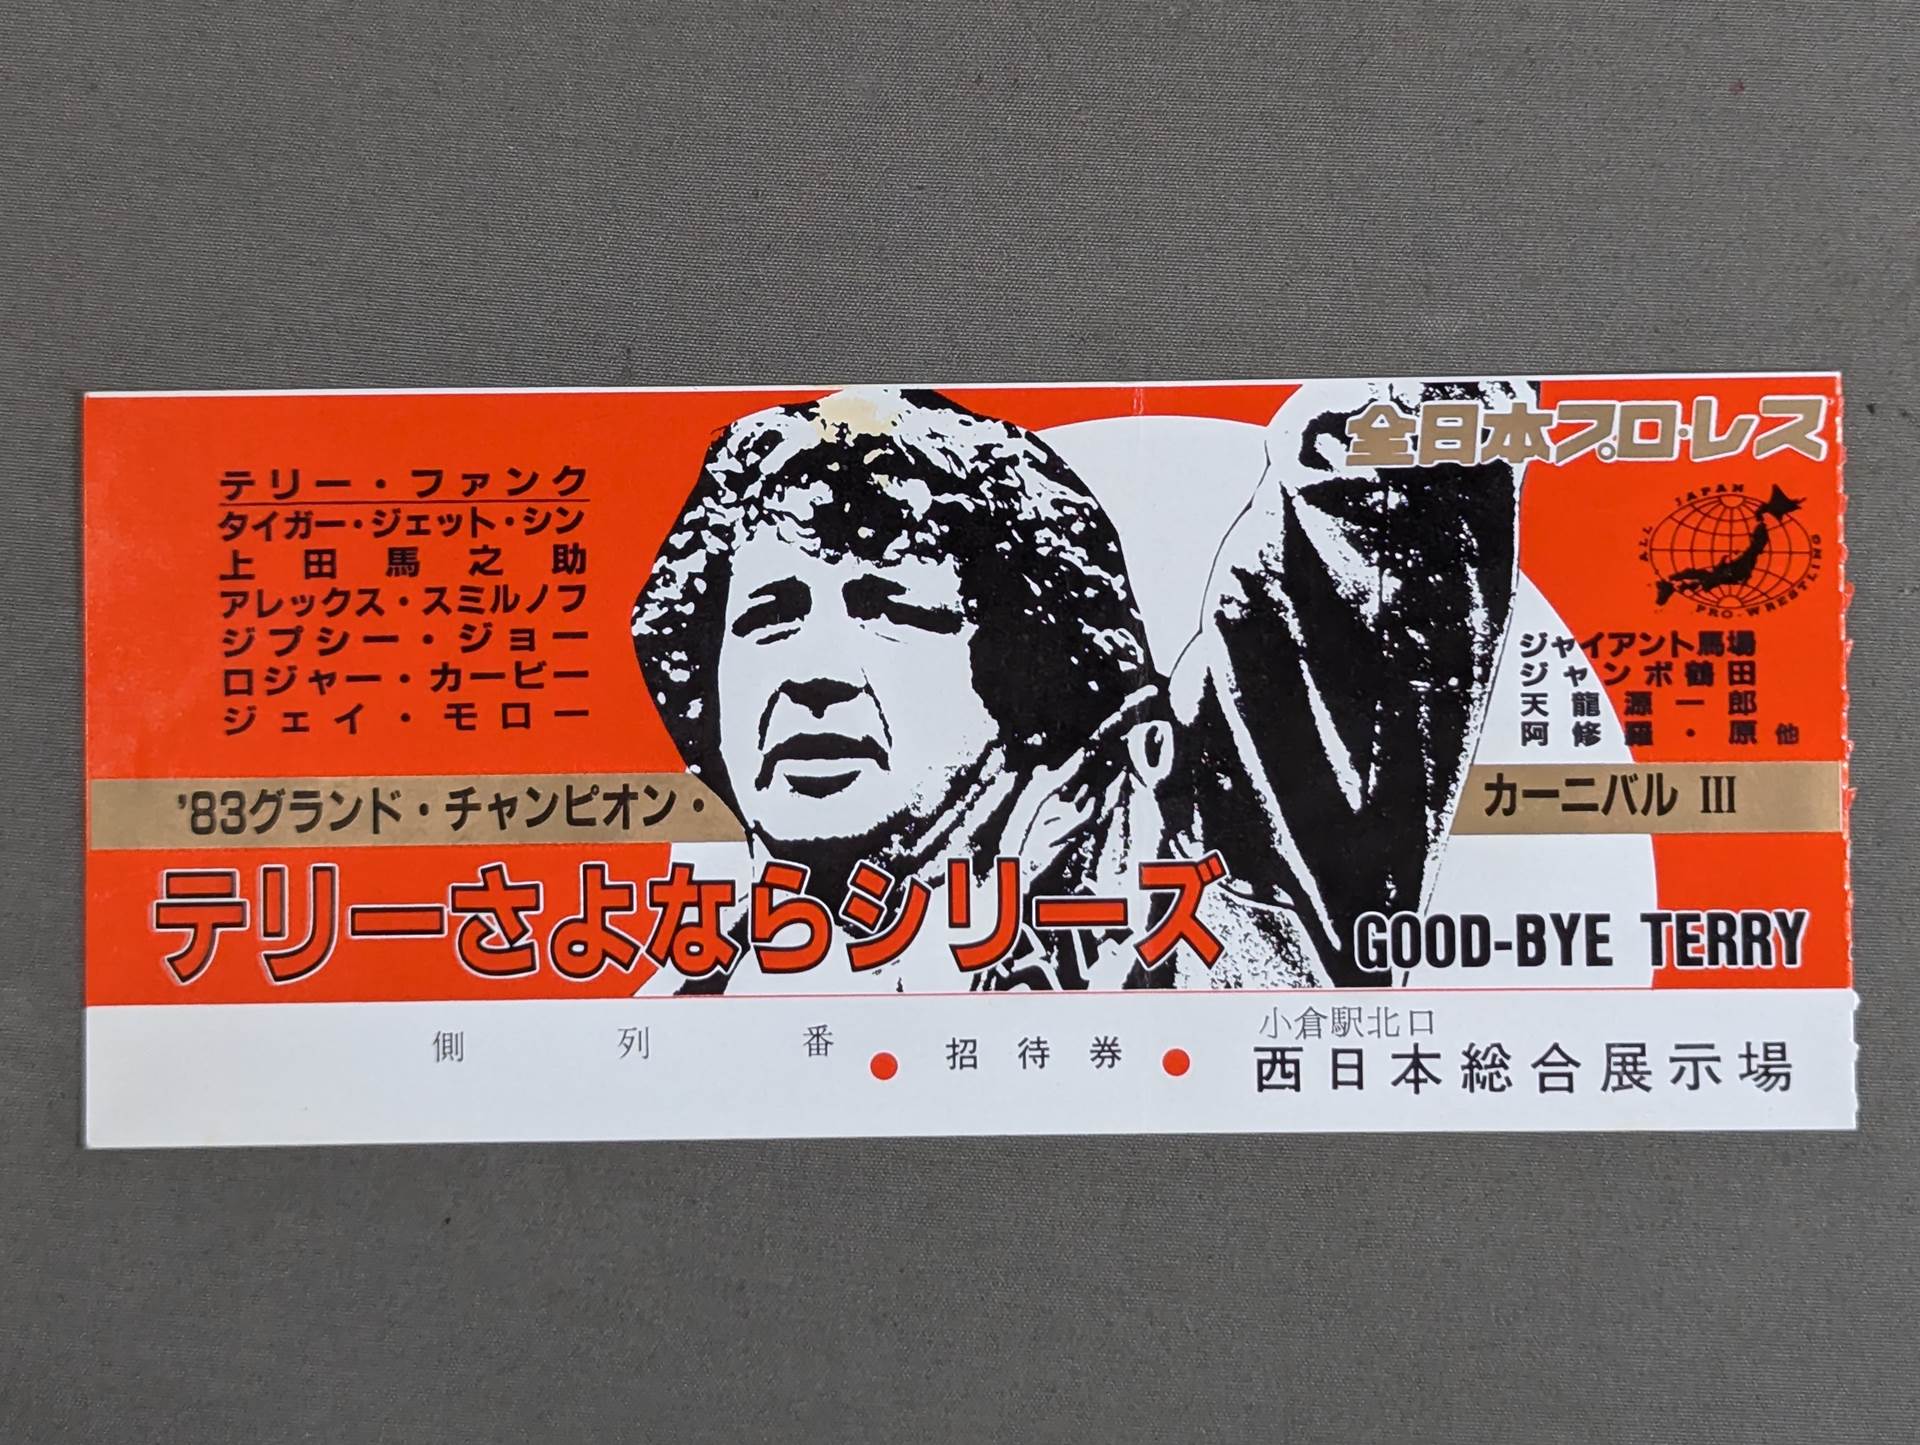 全日本プロ・レス
ALL JAPAN PRO-WRESTLING
テリー・ファンク
タイガー・ジェット・シン
上田馬之助
アレックス・スミルノフ
ジプシー・ジョー
ロジャー・カービー
ジェイ・モロー
ジャイアント馬場
ジャンボ鶴田
天龍源一郎
阿修羅・原 他
'83グランド・チャンピオン・カーニバル III
テリーさよならシリーズ
GOOD-BYE TERRY
側 列 番
●招待券●
小倉駅北口
西日本総合展示場